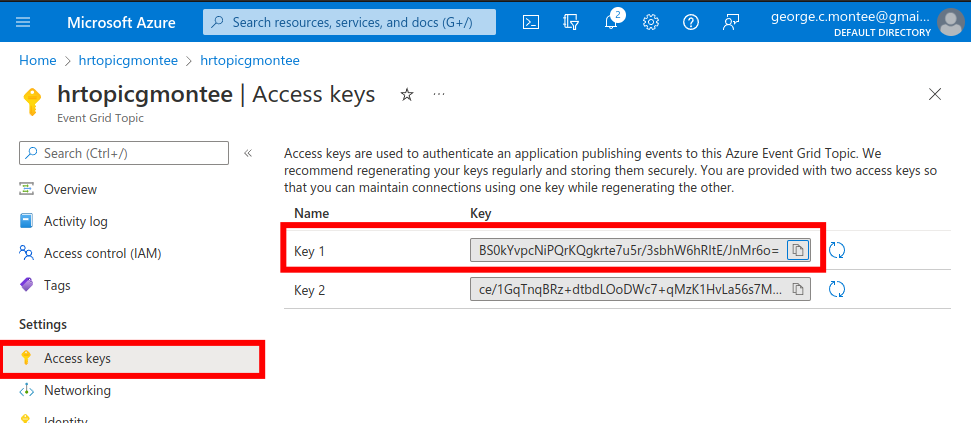 Microsoft Azure
Search resources, services, and docs (G+/)
2
george.c.montee@gmai...
DEFAULT DIRECTORY
Home > hrtopicgmontee > hrtopicgmontee
hrtopicgmontee | Access keys
Event Grid Topic
Search (Ctrl+/)
Overview
Activity log
Access control (IAM)
Tags
Settings
Access keys
Networking
Identity
Access keys are used to authenticate an application publishing events to this Azure Event Grid Topic. We
recommend regenerating your keys regularly and storing them securely. You are provided with two access keys so
that you can maintain connections using one key while regenerating the other.
Name Key
Key 1 BS0kYvpcNiPQrKQgkrte7u5r/3sbhW6hRItE/JnMr6o=
Key 2 ce/1GqTnqBRz+dtbdLOoDWc7+qMzK1HvLa56s7M...